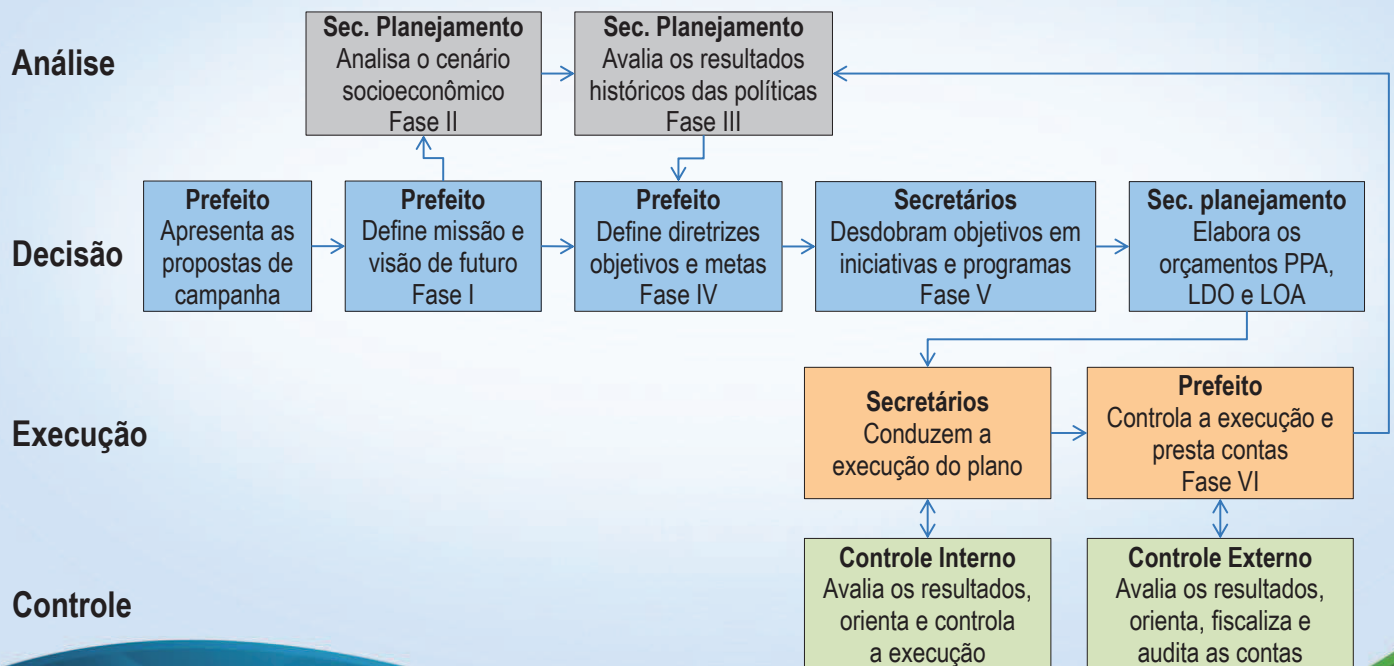 Análise
Sec. Planejamento
Analisa o cenário
socioeconômico
Fase II
Sec. Planejamento
Avalia os resultados
históricos das políticas
Fase III
Decisão
Prefeito
Apresenta as
propostas de
campanha
Prefeito
Define missão e
visão de futuro
Fase I
Prefeito
Define diretrizes
objetivos e metas
Fase IV
Secretários
Desdobram objetivos em
iniciativas e programas
Fase V
Sec. planejamento
Elabora os
orçamentos PPA,
LDO e LOA
Execução
Secretários
Conduzem a
execução do plano
Prefeito
Controla a execução e
presta contas
Fase VI
Controle
Controle Interno
Avalia os resultados,
orienta e controla
a execução
Controle Externo
Avalia os resultados,
orienta, fiscaliza e
audita as contas